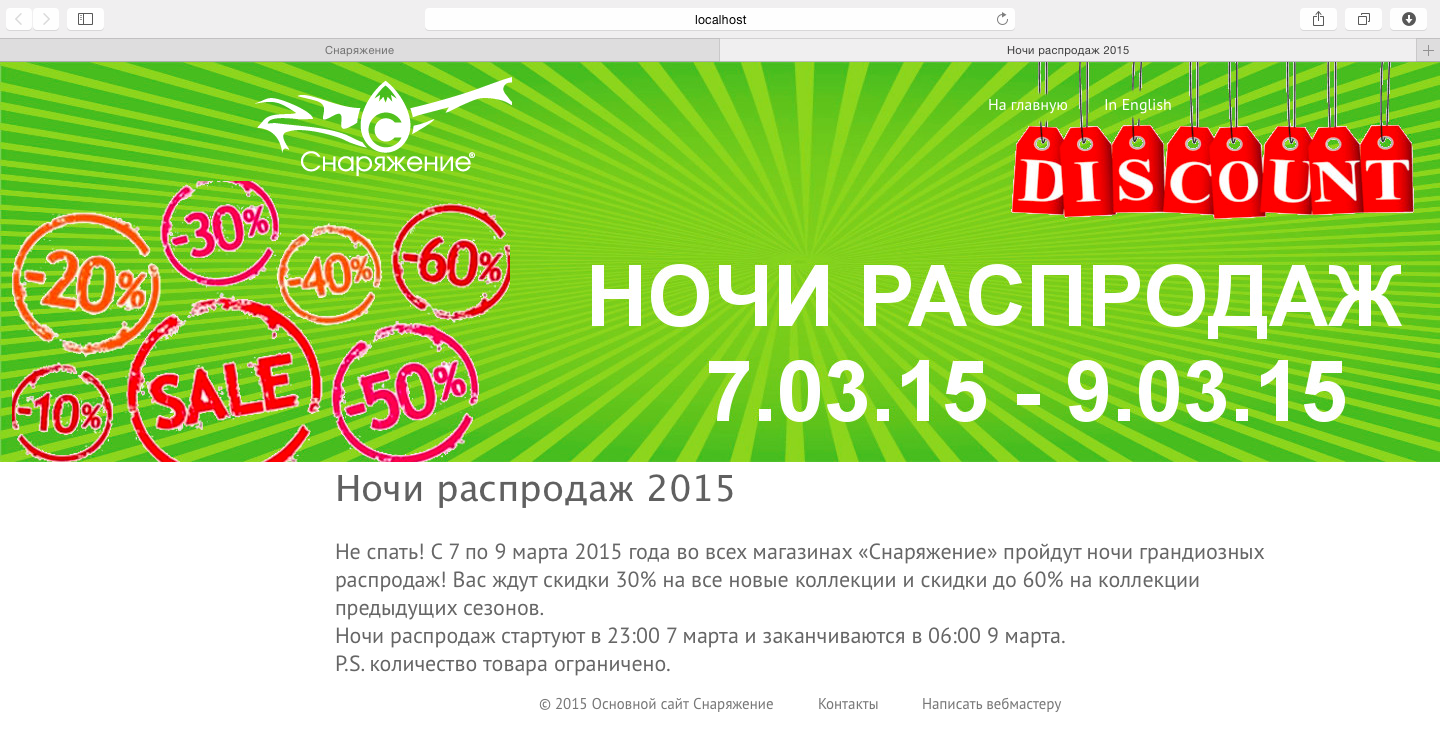 localhost
Снаряжение
Ночи распродаж 2015
На главную In English
Снаряжение®
DISCOUNT
-30%
-20%
-40%
-60%
SALE
-50%
-10%
НОЧИ РАСПРОДАЖ
7.03.15 - 9.03.15
Ночи распродаж 2015
Не спать! С 7 по 9 марта 2015 года во всех магазинах «Снаряжение» пройдут ночи грандиозных
распродаж! Вас ждут скидки 30% на все новые коллекции и скидки до 60% на коллекции
предыдущих сезонов.
Ночи распродаж стартуют в 23:00 7 марта и заканчиваются в 06:00 9 марта.
P.S. количество товара ограничено.
© 2015 Основной сайт Снаряжение Контакты Написать вебмастеру